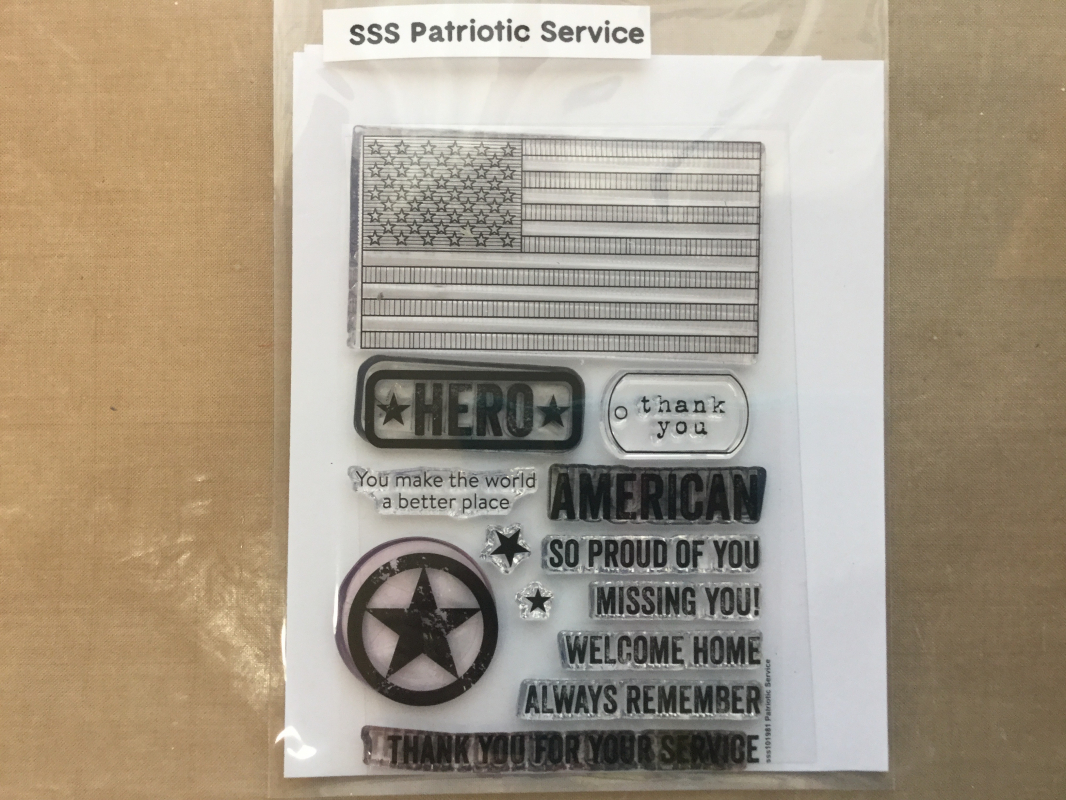 SSS Patriotic Service
HERO
thank
you
You make the world
a better place
AMERICAN
SO PROUD OF YOU
MISSING YOU!
WELCOME HOME
ALWAYS REMEMBER
THANK YOU FOR YOUR SERVICE
sss101981 Patriotic Service